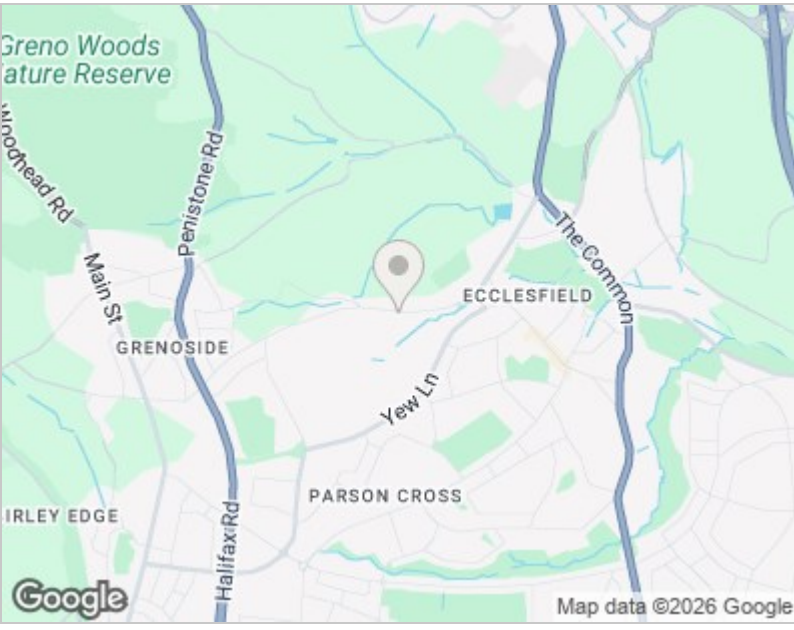 Greno Woods
ature Reserve
Woodhead Rd
Penistone Rd
Main St
The Common
ECCLESFIELD
GRENOSIDE
Yew Ln
PARSON CROSS
IRLEY EDGE
Halifax Rd
Google
Map data ©2026 Google